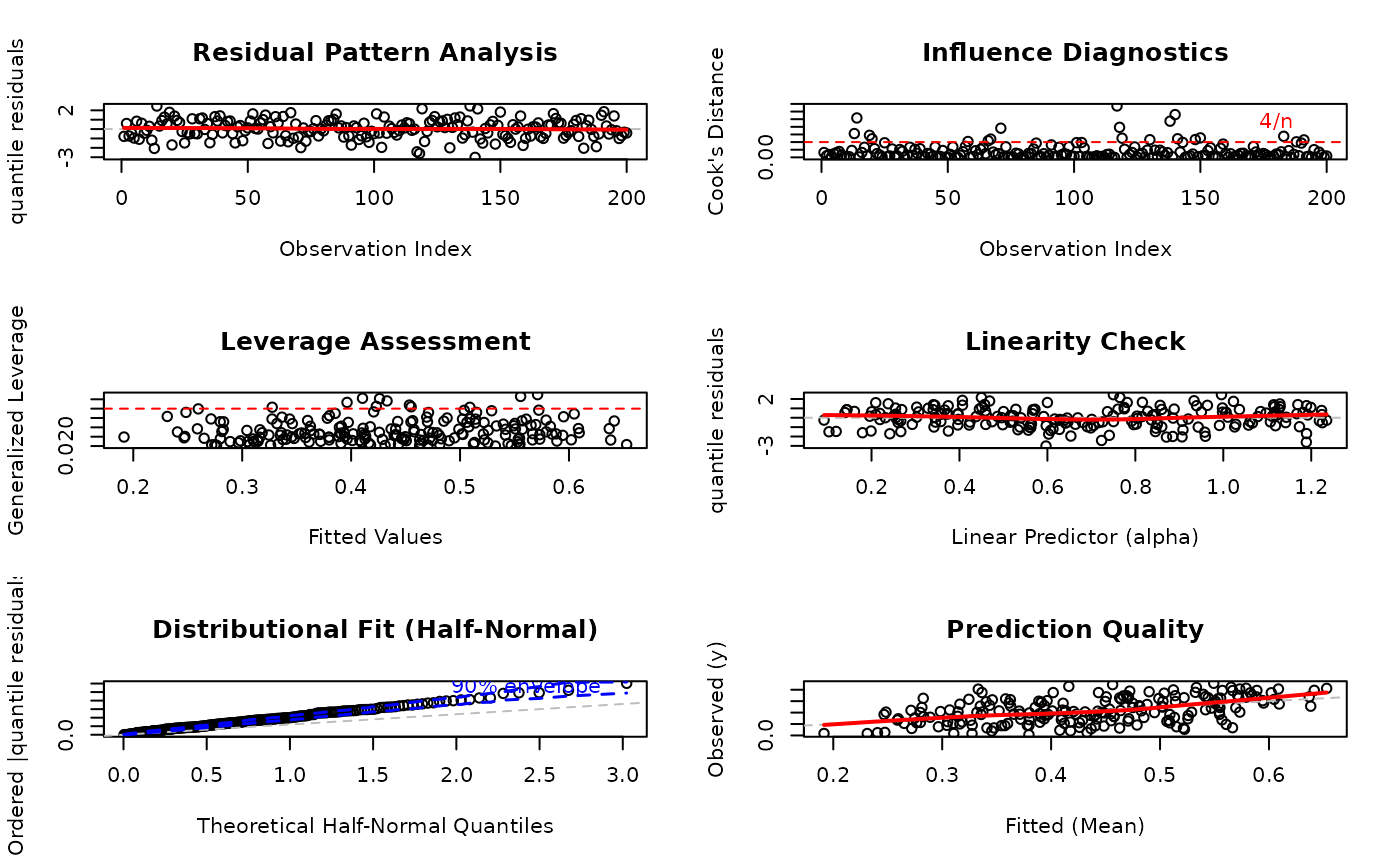 Residual Pattern Analysis
quantile residuals
2
-3
0 50 100 150 200
Observation Index
Influence Diagnostics
Cook's Distance
0.00
4/n
0 50 100 150 200
Observation Index
Leverage Assessment
Generalized Leverage
0.020
0.2 0.3 0.4 0.5 0.6
Fitted Values
Linearity Check
quantile residuals
2
-3
0.2 0.4 0.6 0.8 1.0 1.2
Linear Predictor (alpha)
Distributional Fit (Half-Normal)
Ordered |quantile residuals
0.0
90% envelope
0.0 0.5 1.0 1.5 2.0 2.5 3.0
Theoretical Half-Normal Quantiles
Prediction Quality
Observed (y)
0.0
0.2 0.3 0.4 0.5 0.6
Fitted (Mean)